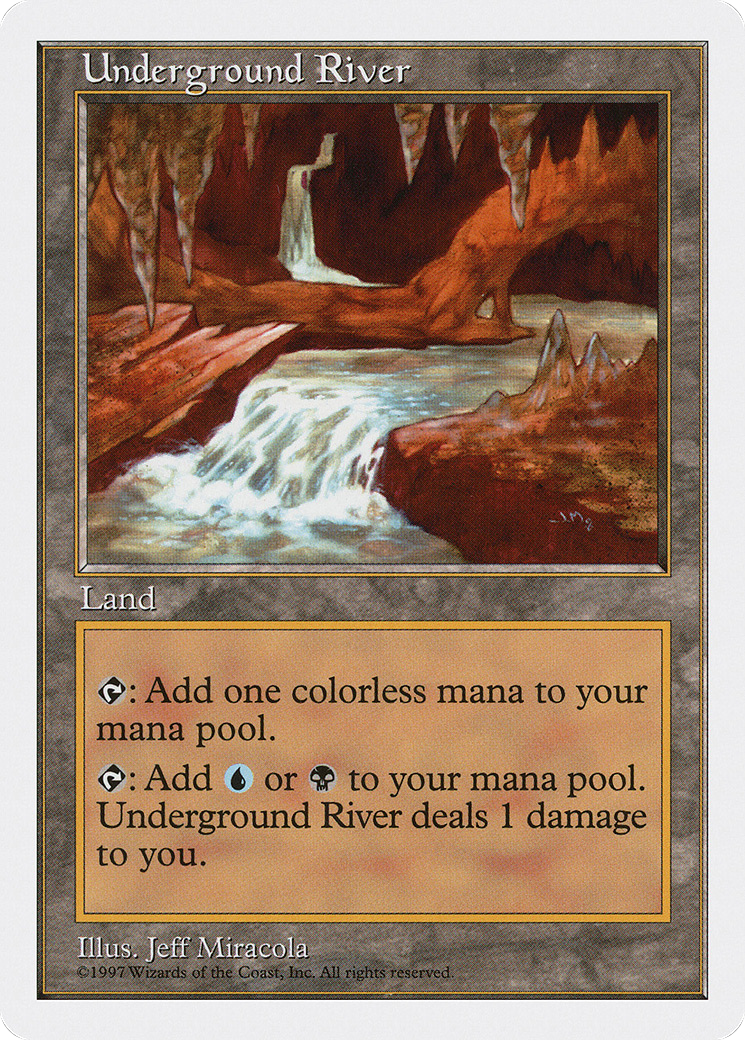 Underground River
J.M.
Land
: Add one colorless mana to your
mana pool.
: Add or to your mana pool.
Underground River deals 1 damage
to you.
Illus. Jeff Miracola
©1997 Wizards of the Coast, Inc. All rights reserved.